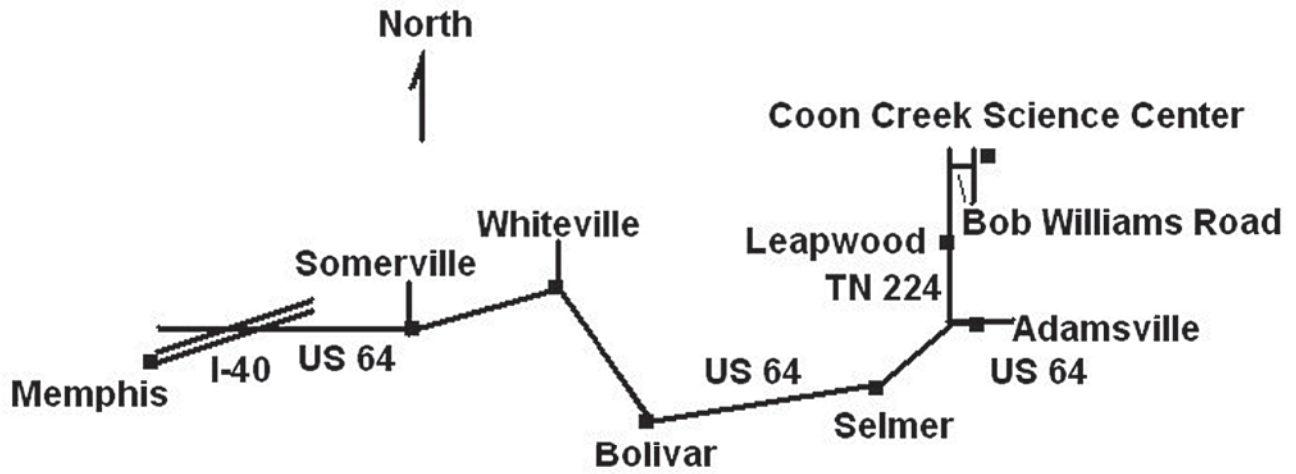 North
Coon Creek Science Center
Whiteville
Bob Williams Road
Leapwood
Somerville
TN 224
Adamsville
I-40
US 64
US 64
US 64
Memphis
Selmer
Bolivar